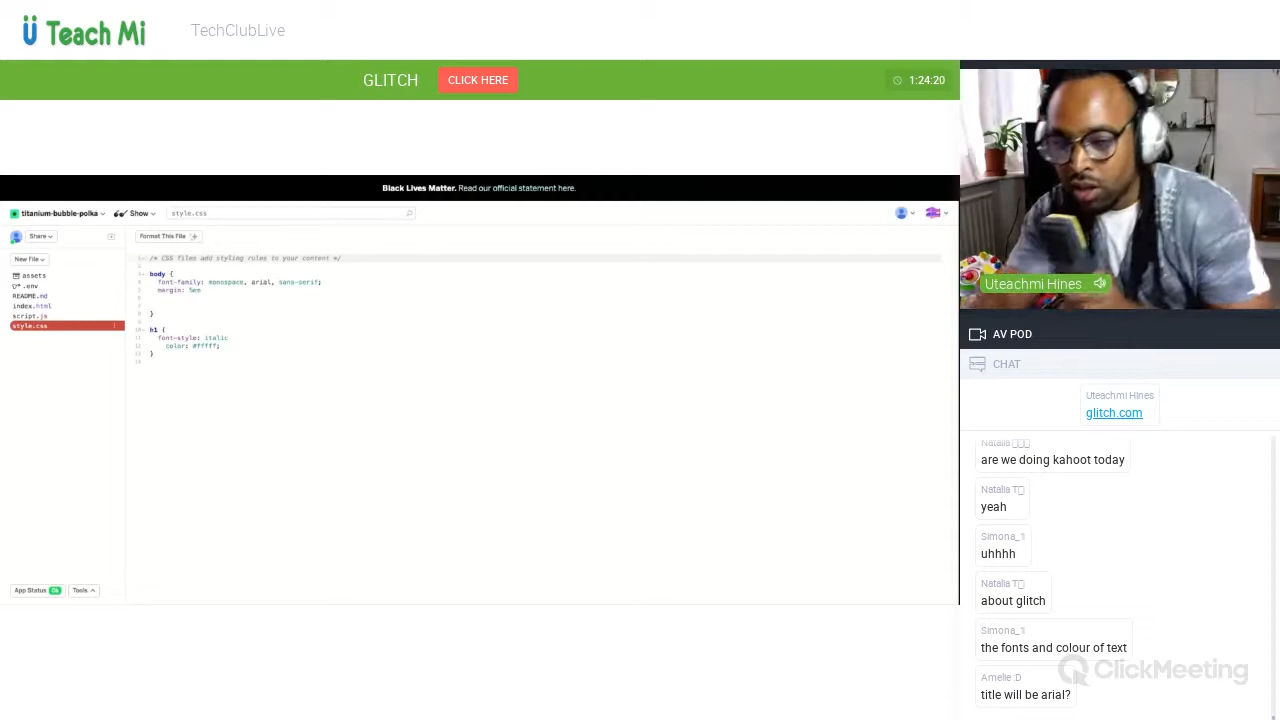 Ü Teach Mi
TechClubLive
GLITCH
CLICK HERE
1:24:20
Black Lives Matter. Read our official statement here.
titanium-bubble-polka
Show
style.css
Share
Format This File
New File
assets
.env
README.md
index.html
script.js
style.css
/* CSS files add styling rules to your content */
body {
font-family: monospace, arial, sans-serif;
margin: 5em
}
h1 {
font-style: italic
color: #fffff;
}
App Status
Tools
Uteachmi Hines
AV POD
CHAT
Uteachmi Hines
glitch.com
Natalia
are we doing kahoot today
Natalia T
yeah
Simona_1
uhhhh
Natalia T
about glitch
Simona_1
the fonts and colour of text
Amelie :D
title will be arial?
ClickMeeting